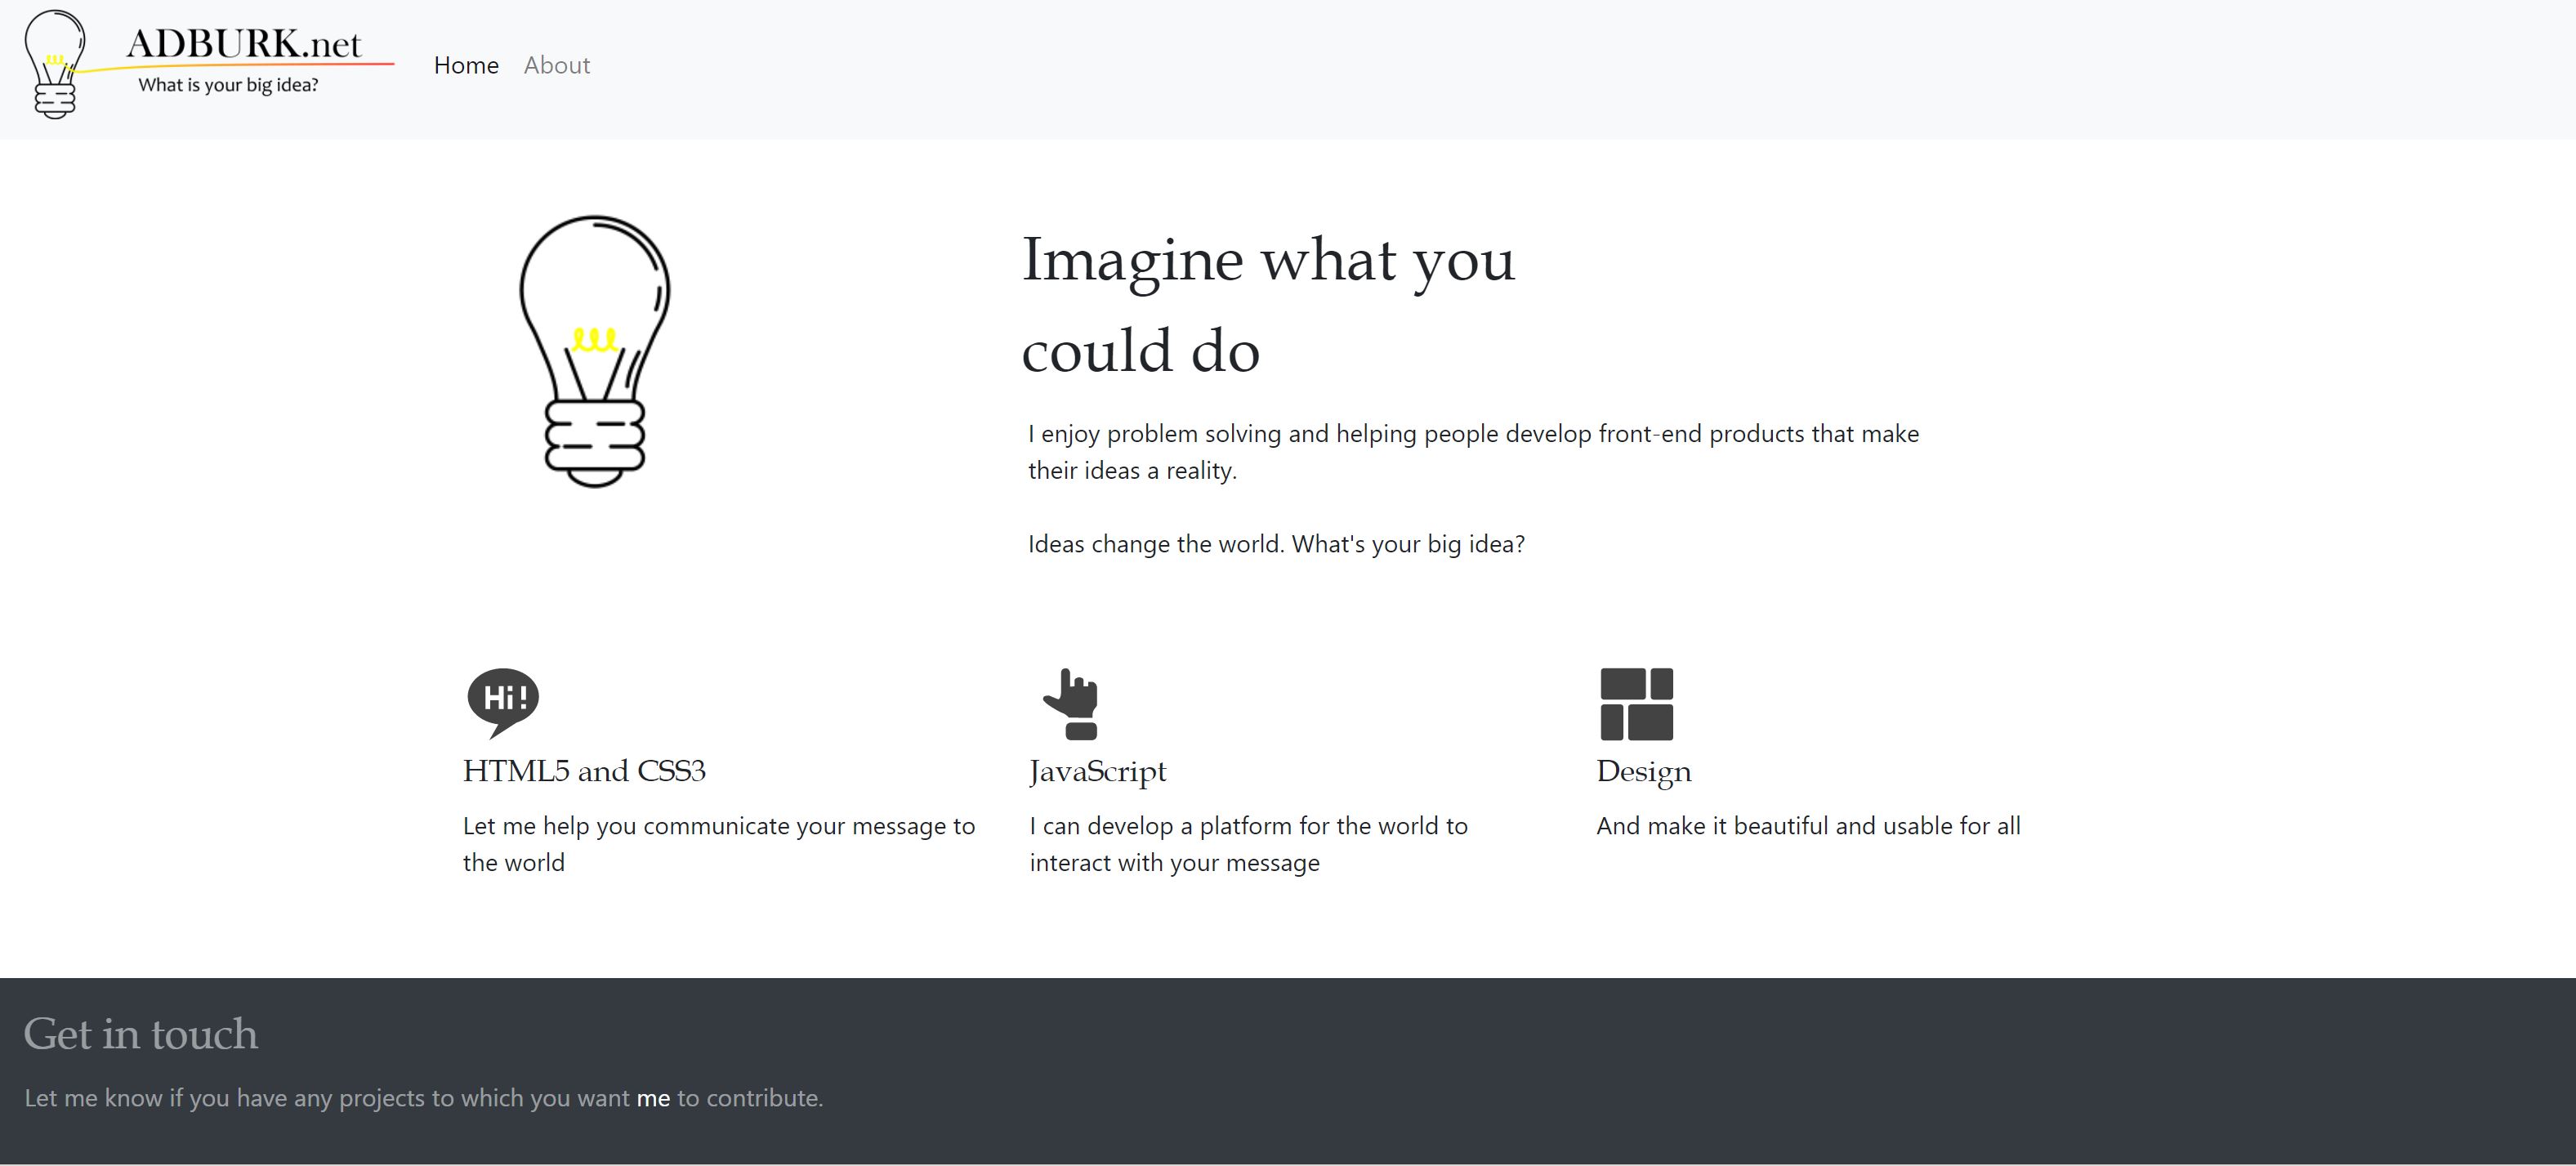 ADBURK.net
What is your big idea?
Home
About
Imagine what you
could do
I enjoy problem solving and helping people develop front-end products that make
their ideas a reality.
Ideas change the world. What's your big idea?
Hi!
HTML5 and CSS3
Let me help you communicate your message to
the world
JavaScript
I can develop a platform for the world to
interact with your message
Design
And make it beautiful and usable for all
Get in touch
Let me know if you have any projects to which you want me to contribute.